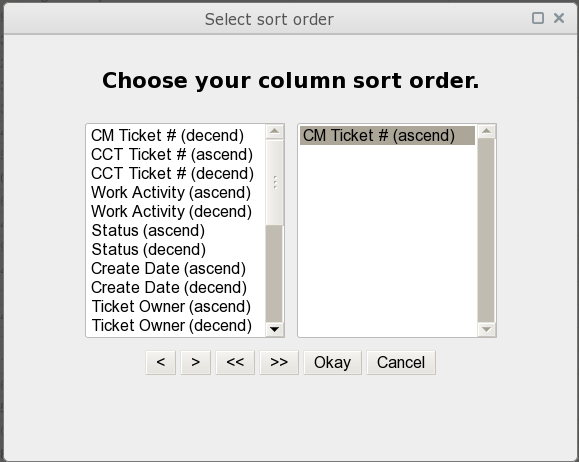 Select sort order
Choose your column sort order.
CM Ticket # (decend)
CCT Ticket # (ascend)
CCT Ticket # (decend)
Work Activity (ascend)
Work Activity (decend)
Status (ascend)
Status (decend)
Create Date (ascend)
Create Date (decend)
Ticket Owner (ascend)
Ticket Owner (decend)
CM Ticket # (ascend)
< > << >> Okay Cancel